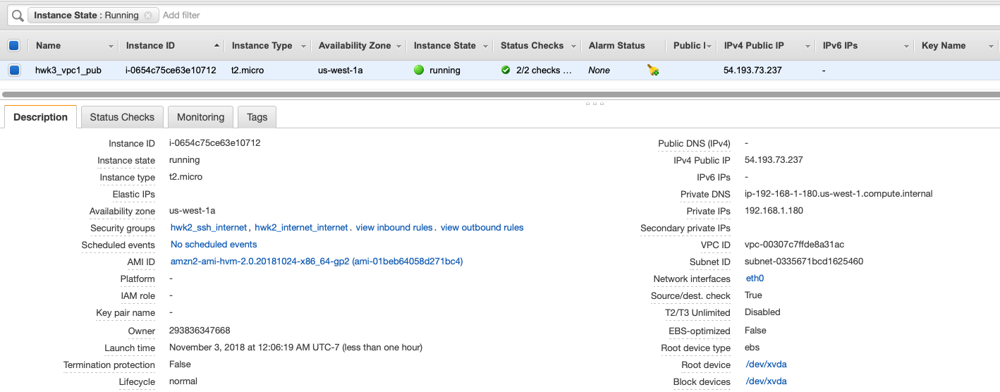 Instance State : Running Add filter
Name Instance ID Instance Type Availability Zone Instance State Status Checks Alarm Status Public I IPv4 Public IP IPv6 IPs Key Name
hwk3_vpc1_pub i-0654c75ce63e10712 t2.micro us-west-1a running 2/2 checks … None 54.193.73.237 -
Description Status Checks Monitoring Tags
Instance ID i-0654c75ce63e10712 Public DNS (IPv4) -
Instance state running IPv4 Public IP 54.193.73.237
Instance type t2.micro IPv6 IPs -
Elastic IPs Private DNS ip-192-168-1-180.us-west-1.compute.internal
Availability zone us-west-1a Private IPs 192.168.1.180
Security groups hwk2_ssh_internet, hwk2_internet_internet. view inbound rules. view outbound rules Secondary private IPs
Scheduled events No scheduled events VPC ID vpc-00307c7ffde8a31ac
AMI ID amzn2-ami-hvm-2.0.20181024-x86_64-gp2 (ami-01beb64058d271bc4) Subnet ID subnet-0335671bcd1625460
Platform - Network interfaces eth0
IAM role - Source/dest. check True
Key pair name - T2/T3 Unlimited Disabled
Owner 293836347668 EBS-optimized False
Launch time November 3, 2018 at 12:06:19 AM UTC-7 (less than one hour) Root device type ebs
Termination protection False Root device /dev/xvda
Lifecycle normal Block devices /dev/xvda